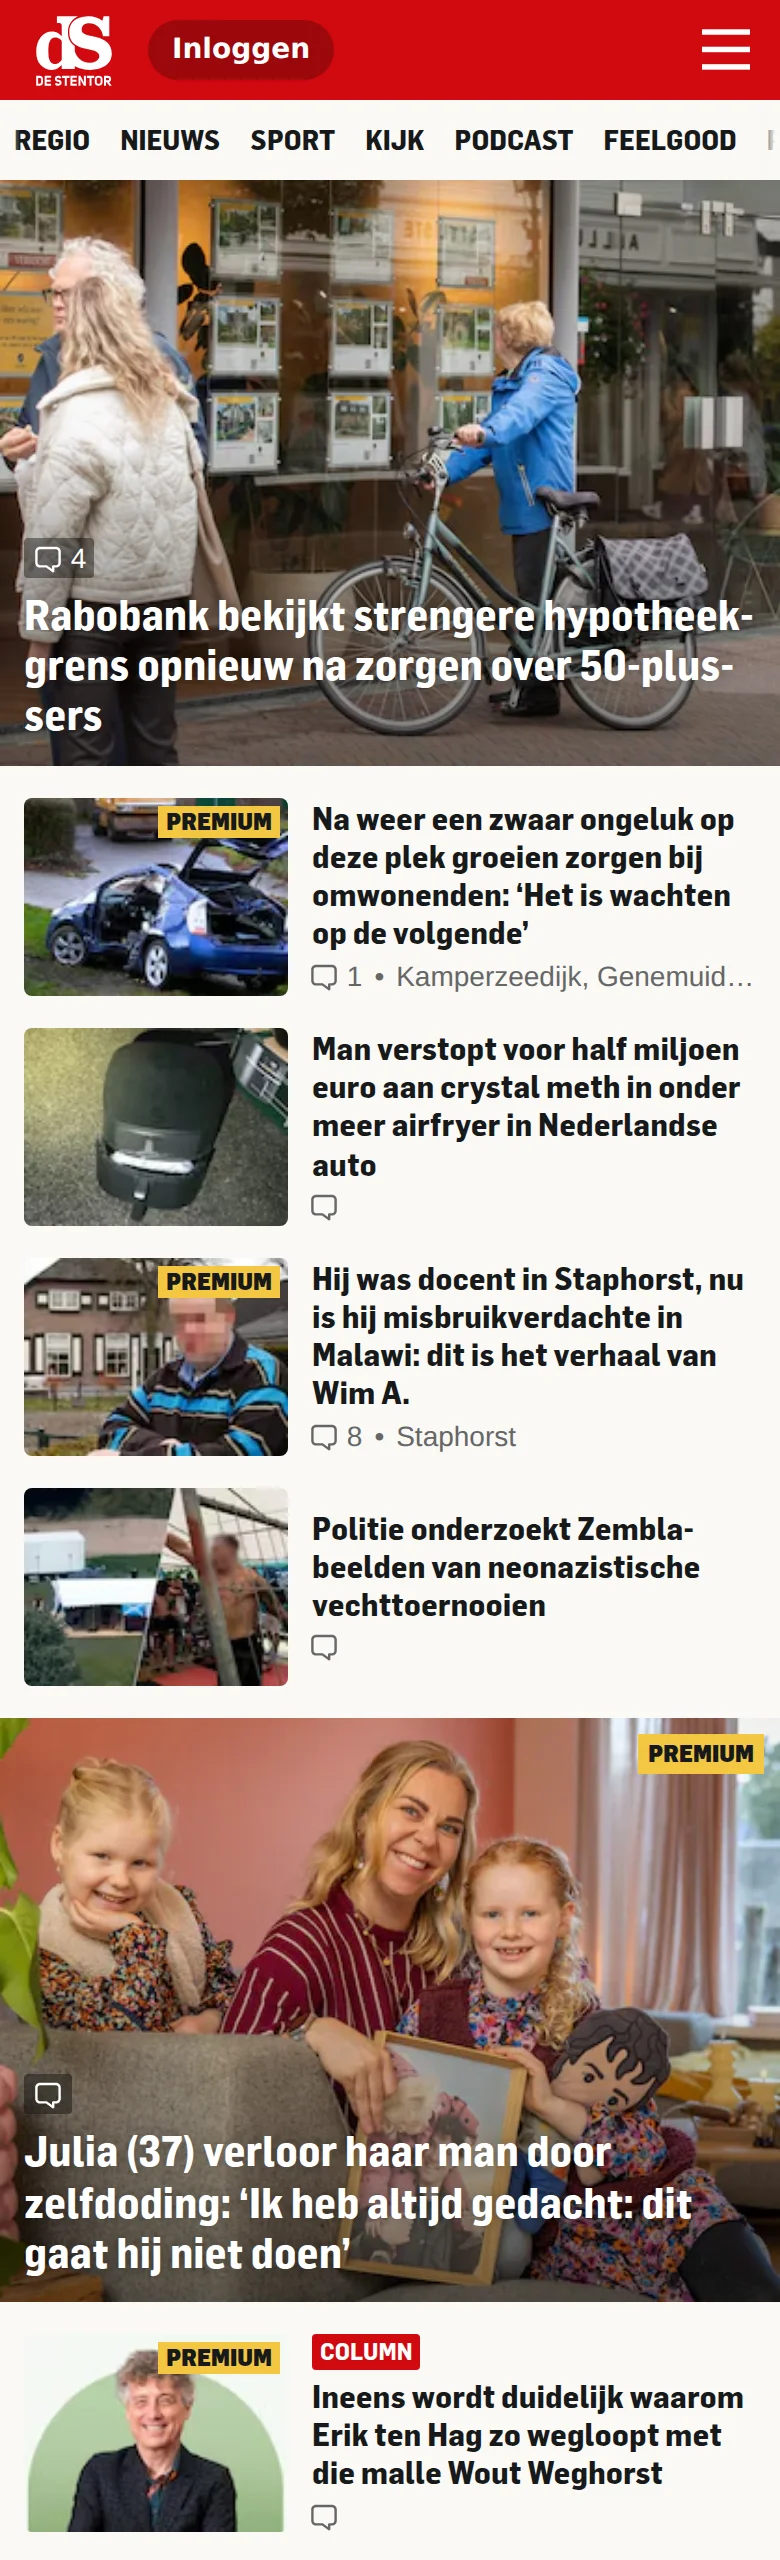 dS
DE STENTOR
Inloggen
REGIO NIEUWS SPORT KIJK PODCAST FEELGOOD
4
Rabobank bekijkt strengere hypotheek-
grens opnieuw na zorgen over 50-plus-
sers
PREMIUM
Na weer een zwaar ongeluk op
deze plek groeien zorgen bij
omwonenden: ‘Het is wachten
op de volgende’
1 • Kamperzeedijk, Genemuid…
Man verstopt voor half miljoen
euro aan crystal meth in onder
meer airfryer in Nederlandse
auto
PREMIUM
Hij was docent in Staphorst, nu
is hij misbruikverdachte in
Malawi: dit is het verhaal van
Wim A.
8 • Staphorst
Politie onderzoekt Zembla-
beelden van neonazistische
vechttoernooien
PREMIUM
Julia (37) verloor haar man door
zelfdoding: ‘Ik heb altijd gedacht: dit
gaat hij niet doen’
PREMIUM
COLUMN
Ineens wordt duidelijk waarom
Erik ten Hag zo wegloopt met
die malle Wout Weghorst